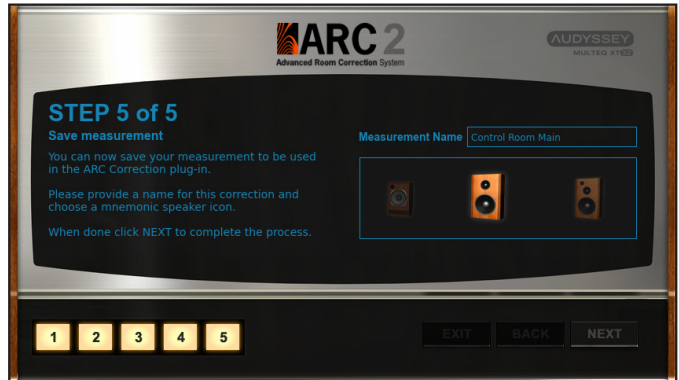 ARC 2
Advanced Room Correction System
AUDYSSEY
MULTEQ XT32
STEP 5 of 5
Save measurement
You can now save your measurement to be used
in the ARC Correction plug-in.
Please provide a name for this correction and
choose a mnemonic speaker icon.
When done click NEXT to complete the process.
Measurement Name Control Room Main
1 2 3 4 5
EXIT BACK NEXT